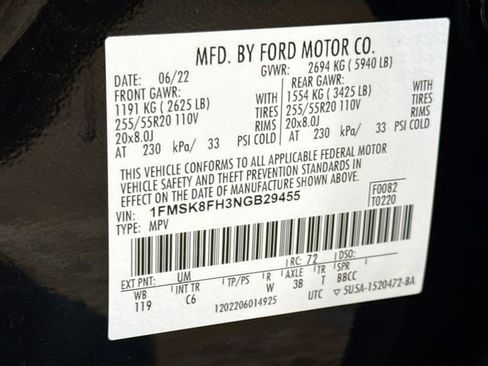 MFD. BY FORD MOTOR CO.
DATE: 06/22 GVWR: 2694 KG ( 5940 LB)
FRONT GAWR: REAR GAWR:
1191 KG ( 2625 LB) WITH 1554 KG ( 3425 LB) WITH
255/55R20 110V TIRES 255/55R20 110V TIRES
20x8.0J RIMS 20x8.0J RIMS
AT 230 kPa/ 33 PSI COLD AT 230 kPa/ 33 PSI COLD
THIS VEHICLE CONFORMS TO ALL APPLICABLE FEDERAL MOTOR
VEHICLE SAFETY AND THEFT PREVENTION STANDARDS IN
EFFECT ON THE DATE OF MANUFACTURE SHOWN ABOVE.
VIN: 1FMSK8FH3NGB29455 F0082
TYPE: MPV T0220
EXT PNT: UM RC: 72 DSO:
WB INT TR TP/PS R AXLE TR SPR
119 C6 W 3B T BBCC
1202206014925 UTC ▽5U5A-1520472-BA